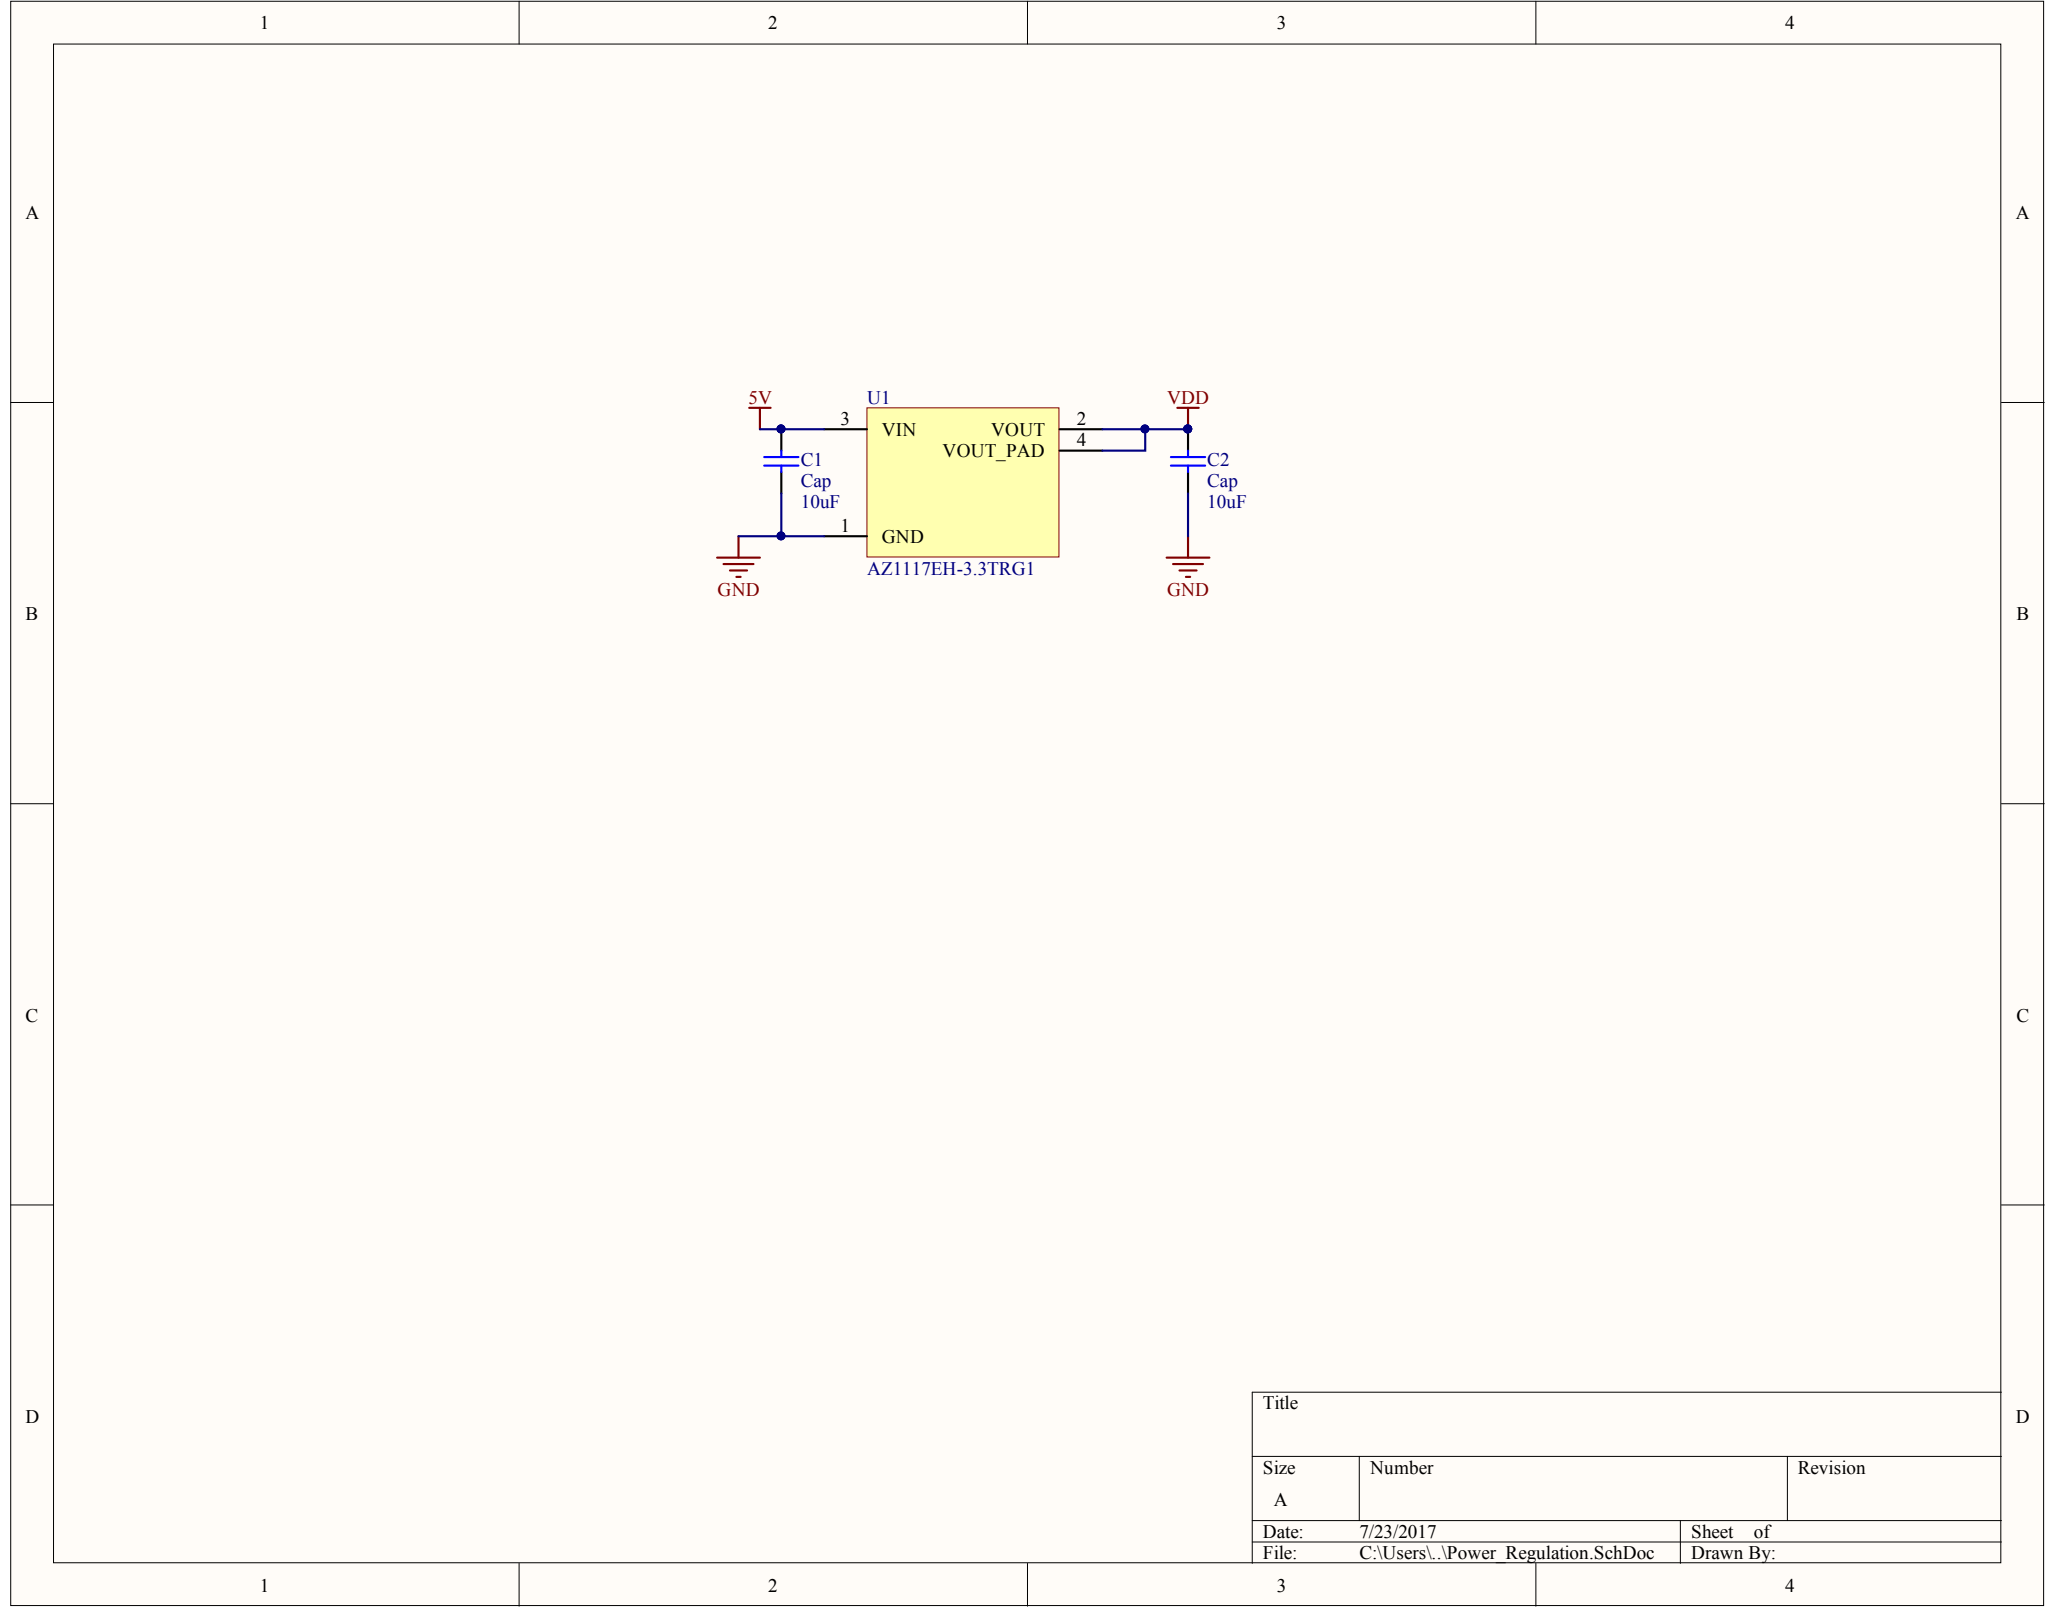 1 2 3 4
A A
5V U1 VDD
3 VIN VOUT 2
VOUT_PAD 4
C1 C2
Cap Cap
10uF 10uF
1 GND
AZ1117EH-3.3TRG1
GND GND
B B
C C
D D
Title
Size Number Revision
A
Date: 7/23/2017 Sheet of
File: C:\Users\..\Power_Regulation.SchDoc Drawn By:
1 2 3 4